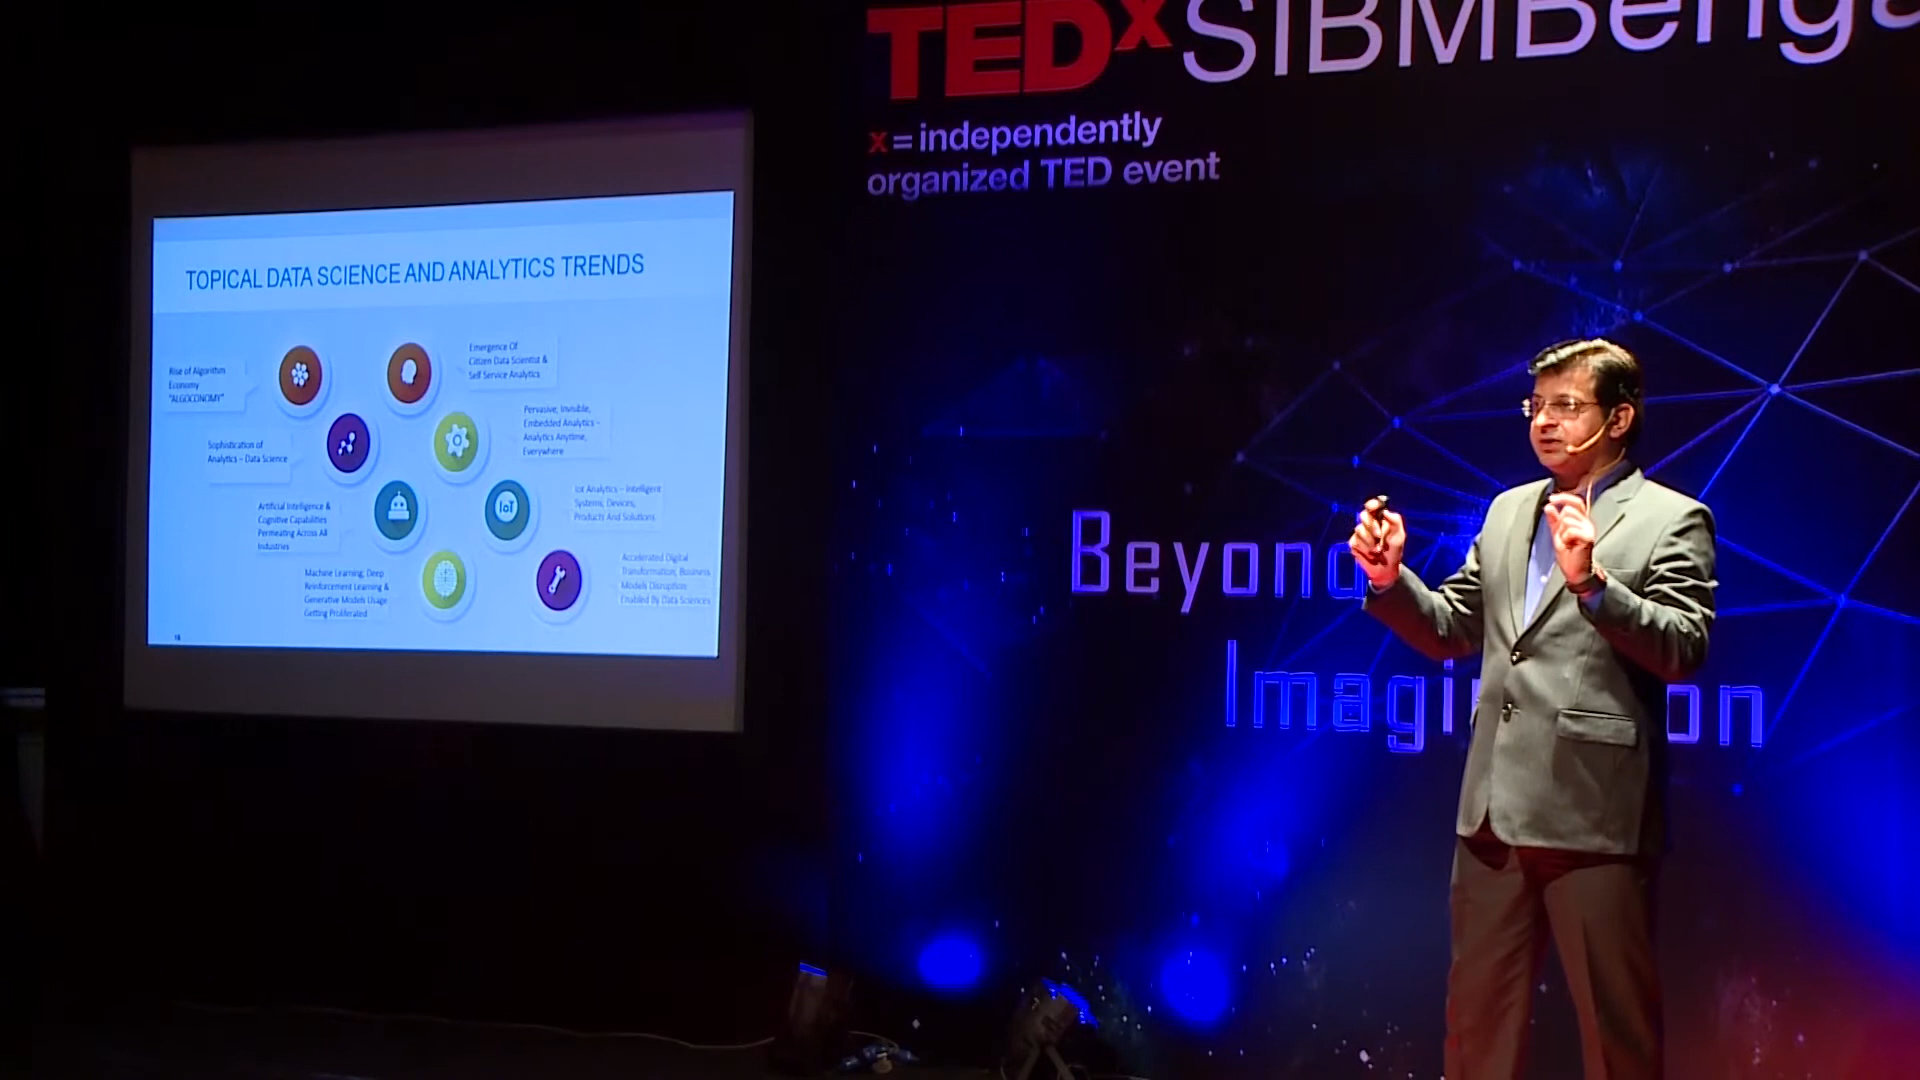 TEDxSIBMBenga
x = independently
organized TED event
TOPICAL DATA SCIENCE AND ANALYTICS TRENDS
Rise of Algorithm
Economy
"ALGOCONOMY"
Emergence Of
Citizen Data Scientist &
Self Service Analytics
Sophistication of
Analytics – Data Science
Pervasive, Invisible,
Embedded Analytics –
Analytics Anytime,
Everywhere
Artificial Intelligence &
Cognitive Capabilities
Permeating Across All
Industries
IoT
Iot Analytics – Intelligent
Systems, Devices,
Products And Solutions
Machine Learning, Deep
Reinforcement Learning &
Generative Models Usage
Getting Proliferated
Accelerated Digital
Transformation, Business
Models Disruption
Enabled By Data Sciences
Beyond
Imagi on